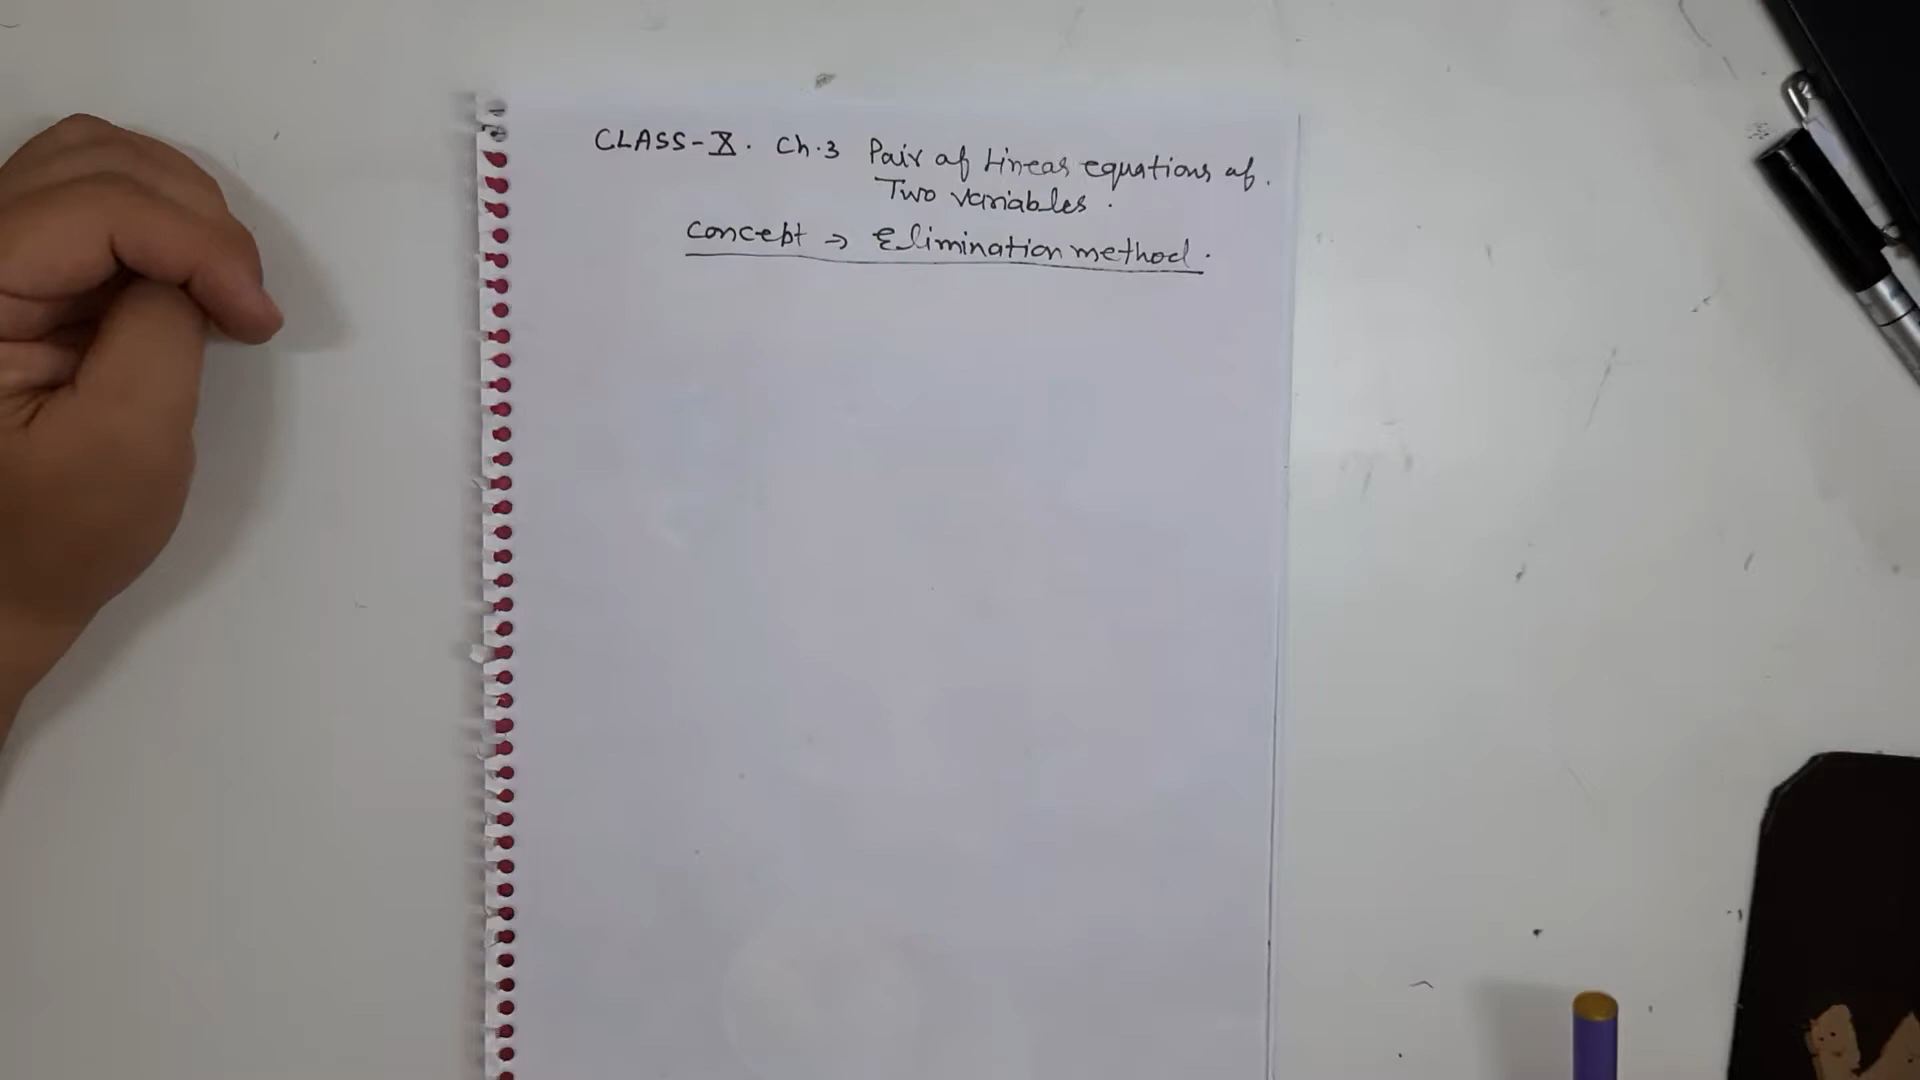 CLASS-X. Ch.3 Pair of Linear equations of.
Two variables.
concept → Elimination method.